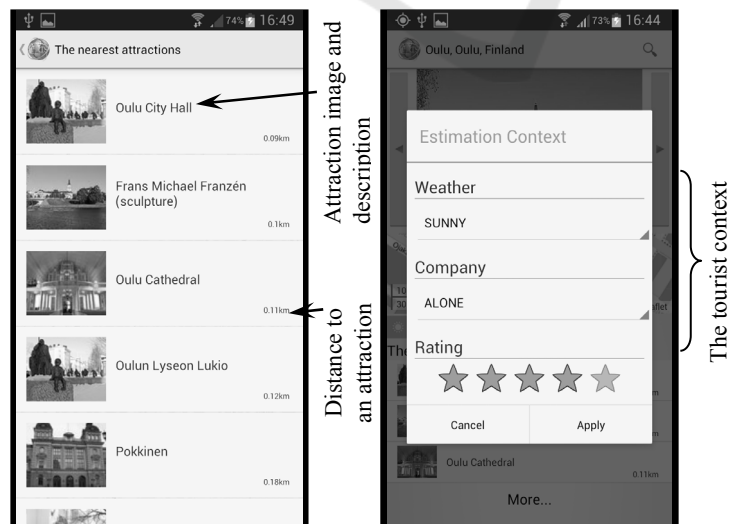 74% 16:49
The nearest attractions
Oulu City Hall
0.09km
Frans Michael Franzén
(sculpture)
0.1km
Oulu Cathedral
0.11km
Oulun Lyseon Lukio
0.12km
Pokkinen
0.18km
Attraction image and
description
Distance to
an attraction
73% 16:44
Oulu, Oulu, Finland
Estimation Context
Weather
SUNNY
Company
ALONE
Rating
Cancel
Apply
Oulu Cathedral
0.11km
More...
The tourist context